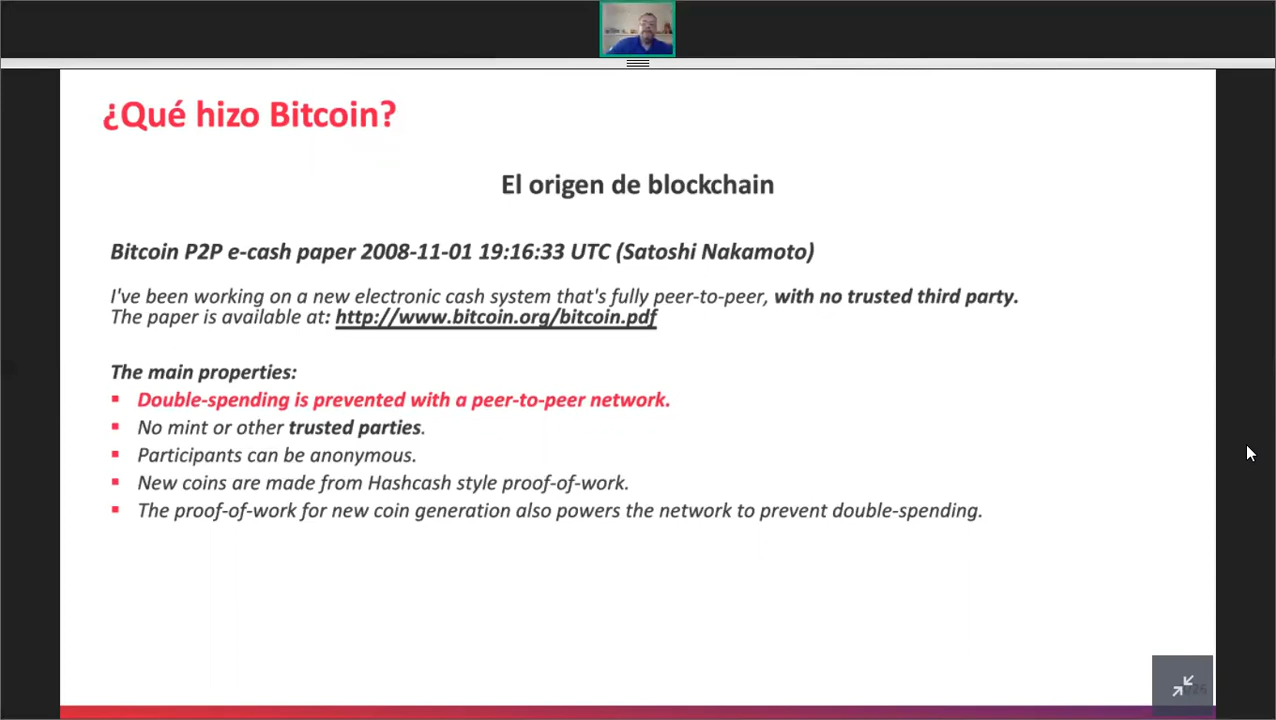 ¿Qué hizo Bitcoin?
El origen de blockchain
Bitcoin P2P e-cash paper 2008-11-01 19:16:33 UTC (Satoshi Nakamoto)
I've been working on a new electronic cash system that's fully peer-to-peer, with no trusted third party.
The paper is available at: http://www.bitcoin.org/bitcoin.pdf
The main properties:
▪ Double-spending is prevented with a peer-to-peer network.
▪ No mint or other trusted parties.
▪ Participants can be anonymous.
▪ New coins are made from Hashcash style proof-of-work.
▪ The proof-of-work for new coin generation also powers the network to prevent double-spending.